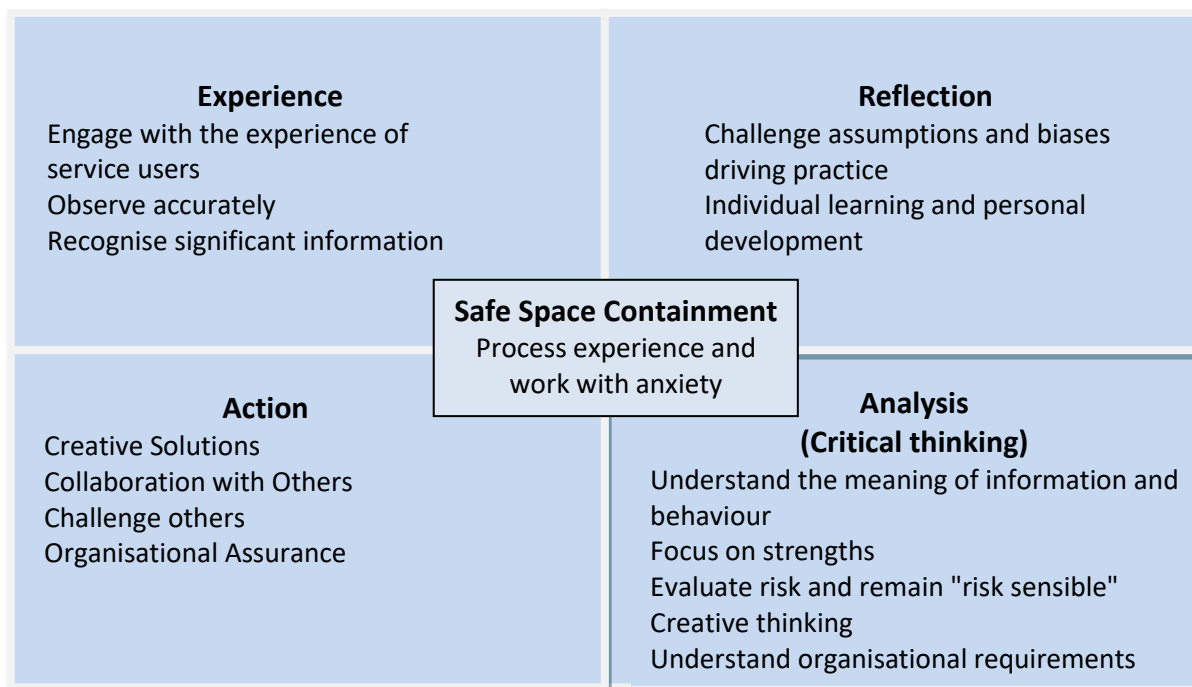 Experience
Engage with the experience of
service users
Observe accurately
Recognise significant information
Reflection
Challenge assumptions and biases
driving practice
Individual learning and personal
development
Safe Space Containment
Process experience and
work with anxiety
Action
Creative Solutions
Collaboration with Others
Challenge others
Organisational Assurance
Analysis
(Critical thinking)
Understand the meaning of information and
behaviour
Focus on strengths
Evaluate risk and remain "risk sensible"
Creative thinking
Understand organisational requirements